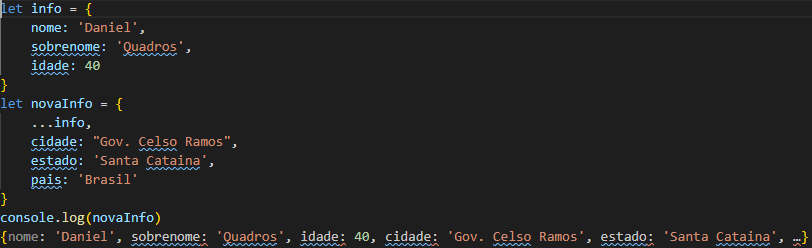 let info = {
    nome: 'Daniel',
    sobrenome: 'Quadros',
    idade: 40
}
let novaInfo = {
    ...info,
    cidade: "Gov. Celso Ramos",
    estado: 'Santa Cataina',
    pais: 'Brasil'
}
console.log(novaInfo)
{nome: 'Daniel', sobrenome: 'Quadros', idade: 40, cidade: 'Gov. Celso Ramos', estado: 'Santa Cataina', …}